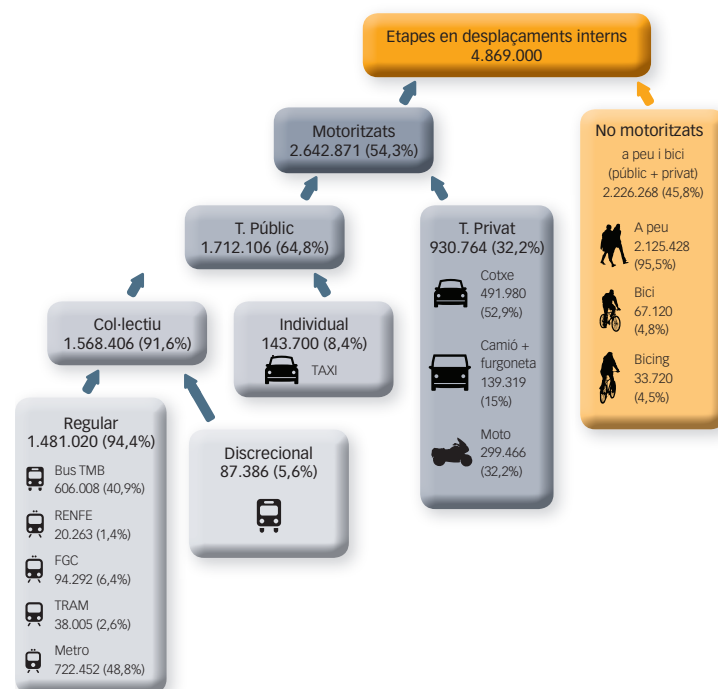 Etapes en desplaçaments interns
4.869.000
Motoritzats
2.642.871 (54,3%)
No motoritzats
a peu i bici
(públic + privat)
2.226.268 (45,8%)
A peu
2.125.428
(95,5%)
Bici
67.120
(4,8%)
Bicing
33.720
(4,5%)
T. Públic
1.712.106 (64,8%)
T. Privat
930.764 (32,2%)
Cotxe
491.980
(52,9%)
Camió +
furgoneta
139.319
(15%)
Moto
299.466
(32,2%)
Col·lectiu
1.568.406 (91,6%)
Individual
143.700 (8,4%)
TAXI
Regular
1.481.020 (94,4%)
Bus TMB
606.008 (40,9%)
RENFE
20.263 (1,4%)
FGC
94.292 (6,4%)
TRAM
38.005 (2,6%)
Metro
722.452 (48,8%)
Discrecional
87.386 (5,6%)